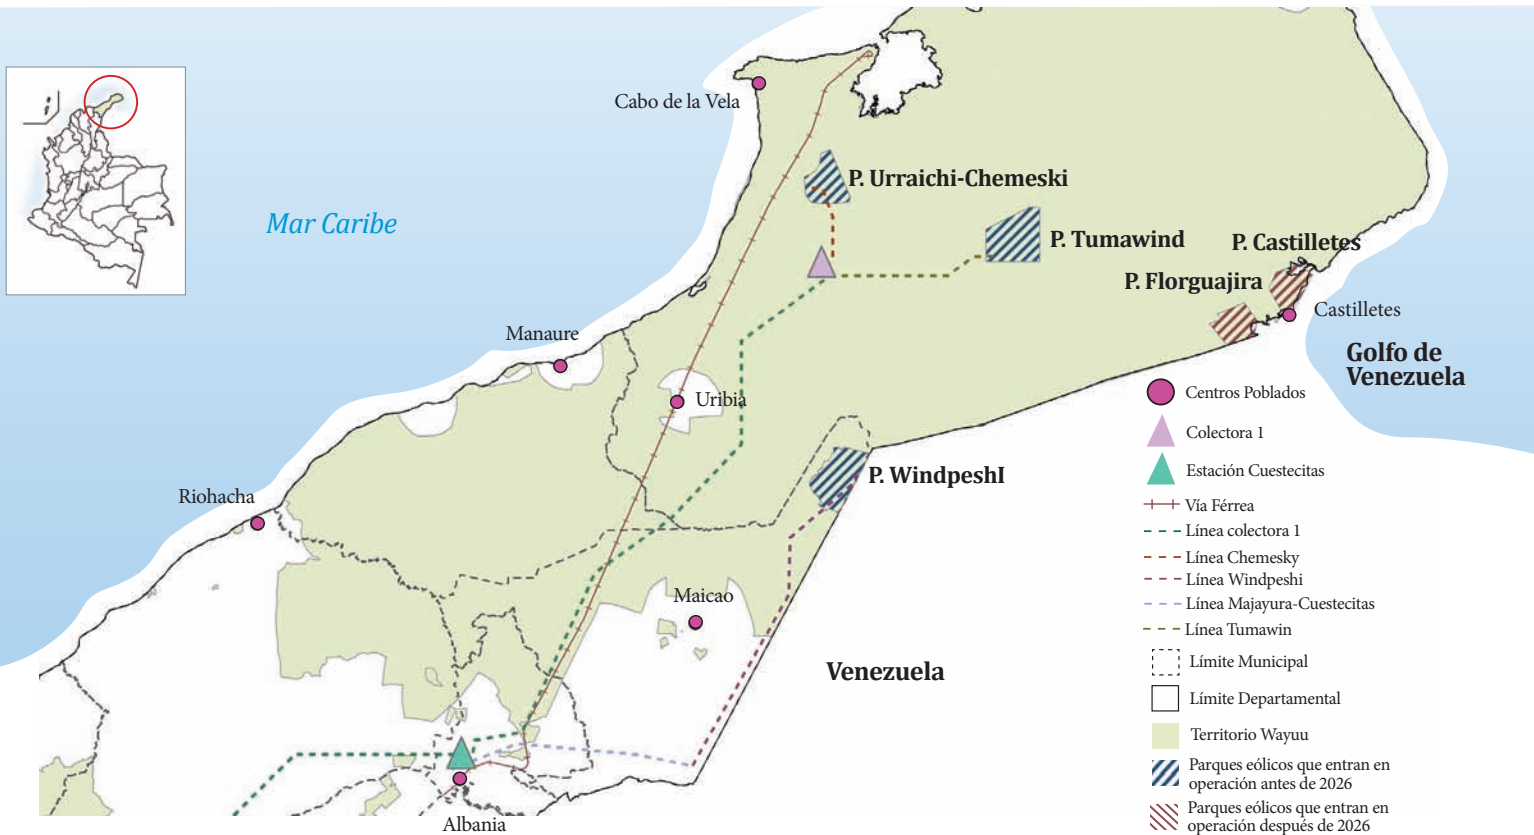 Cabo de la Vela
P. Urraichi-Chemeski
Mar Caribe
P. Tumawind
P. Castilletes
P. Florguajira
Castilletes
Manaure
Golfo de
Venezuela
Uribia
P. WindpeshI
Riohacha
Maicao
Venezuela
Albania
Centros Poblados
Colectora 1
Estación Cuestecitas
Vía Férrea
Línea colectora 1
Línea Chemesky
Línea Windpeshi
Línea Majayura-Cuestecitas
Línea Tumawin
Límite Municipal
Límite Departamental
Territorio Wayuu
Parques eólicos que entran en
operación antes de 2026
Parques eólicos que entran en
operación después de 2026